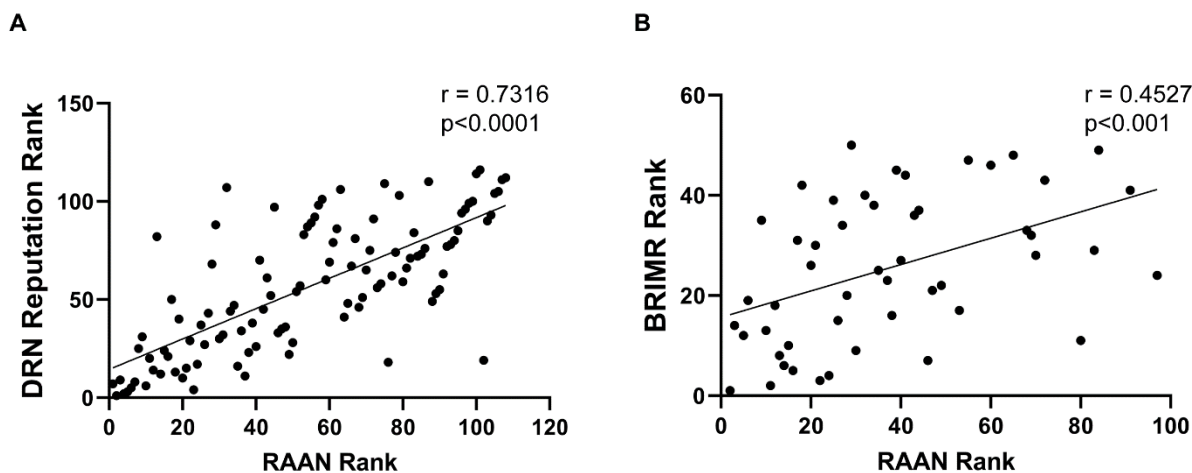 A
DRN Reputation Rank
r = 0.7316
p<0.0001
150
100
50
0
0 20 40 60 80 100 120
RAAN Rank
B
BRIMR Rank
r = 0.4527
p<0.001
60
40
20
0
0 20 40 60 80 100
RAAN Rank